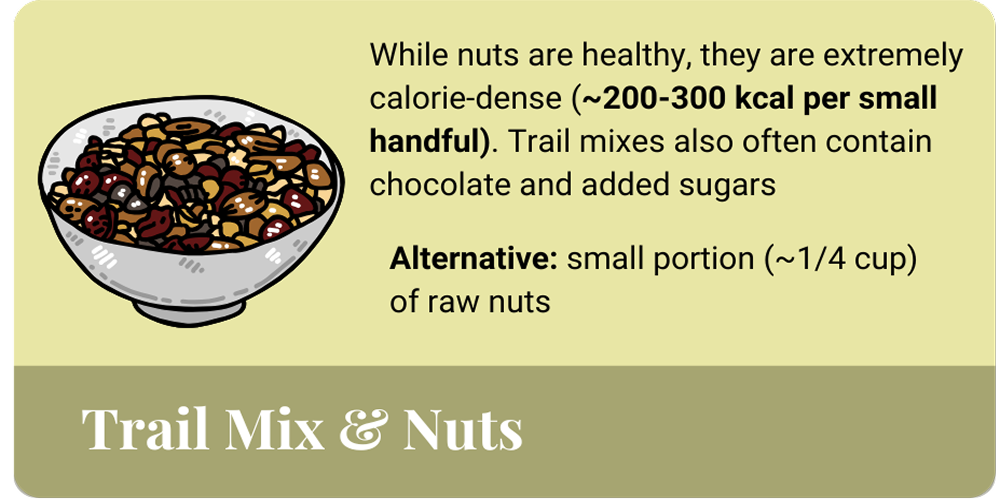 While nuts are healthy, they are extremely
calorie-dense (~200-300 kcal per small
handful). Trail mixes also often contain
chocolate and added sugars
Alternative: small portion (~1/4 cup)
of raw nuts
Trail Mix & Nuts